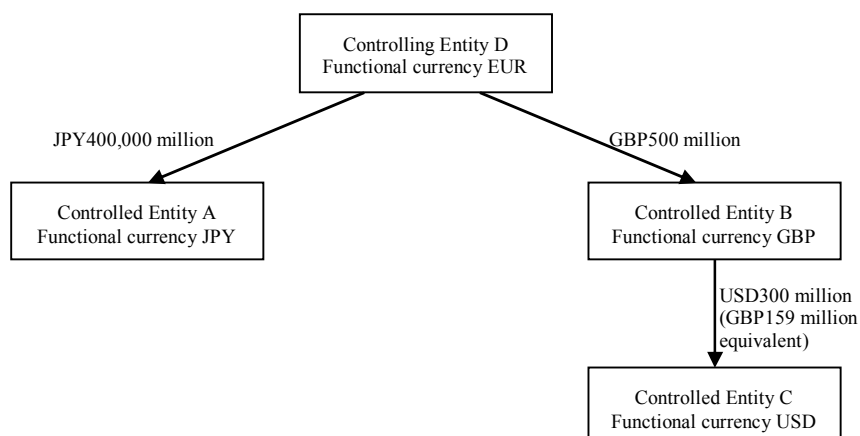 Controlling Entity D
Functional currency EUR
JPY400,000 million
GBP500 million
Controlled Entity A
Functional currency JPY
Controlled Entity B
Functional currency GBP
USD300 million
(GBP159 million
equivalent)
Controlled Entity C
Functional currency USD